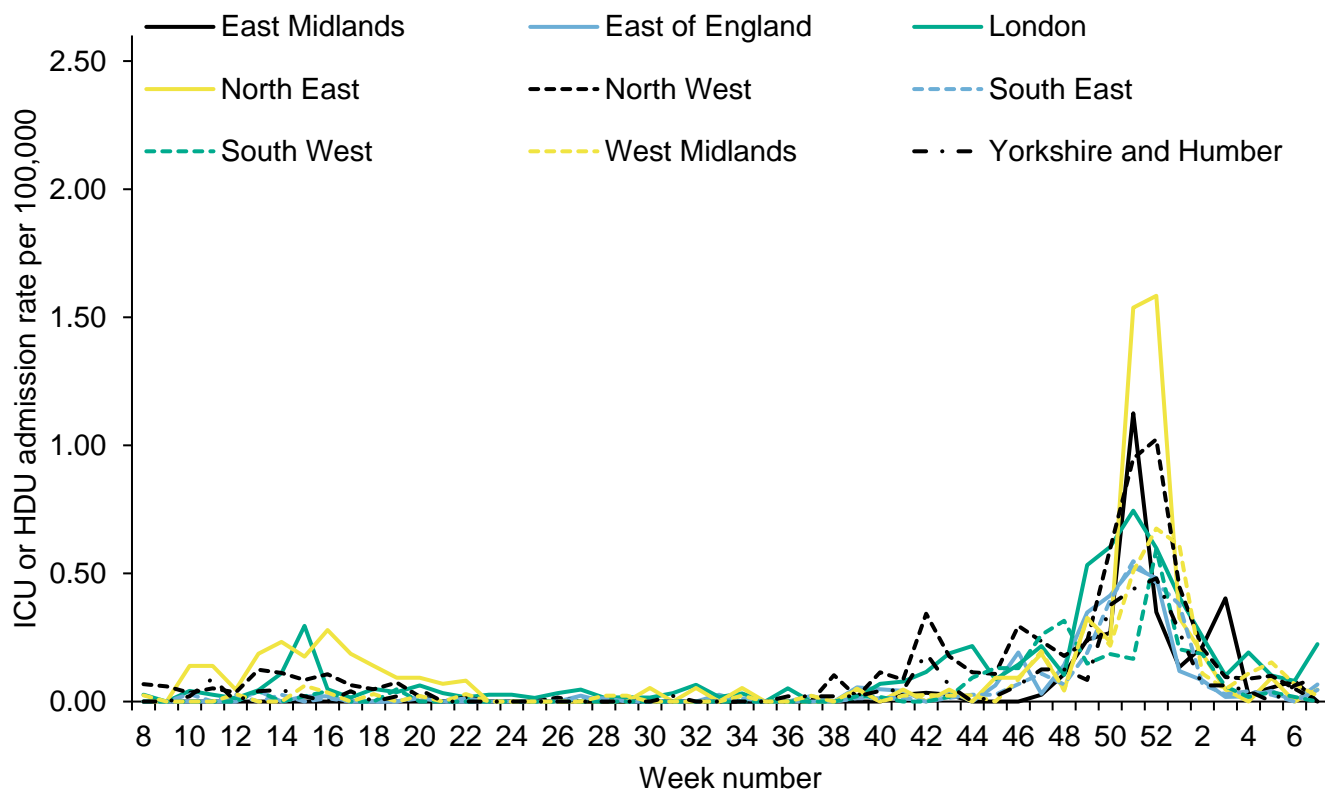 East Midlands East of England London
North East North West South East
South West West Midlands Yorkshire and Humber
ICU or HDU admission rate per 100,000
2.50
2.00
1.50
1.00
0.50
0.00
8 10 12 14 16 18 20 22 24 26 28 30 32 34 36 38 40 42 44 46 48 50 52 2 4 6
Week number